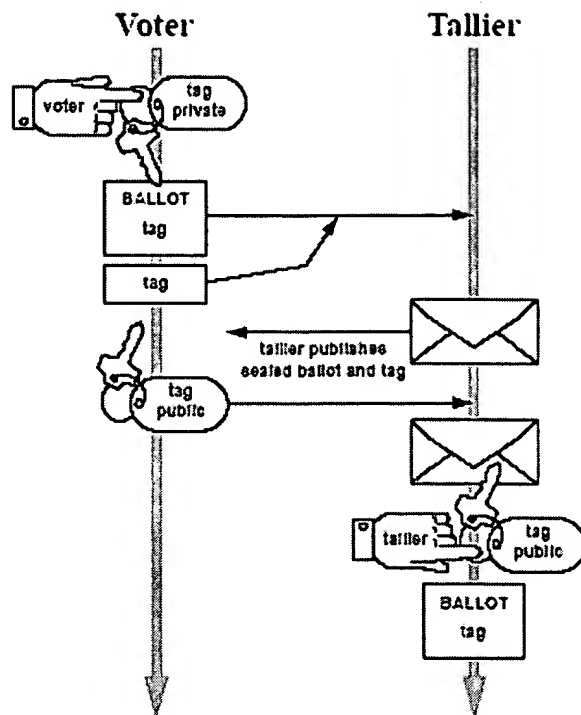 Voter
Tallier
voter
tag
private
BALLOT
tag
tag
tallier publishes
sealed ballot and tag
tag
public
tallier
tag
public
BALLOT
tag